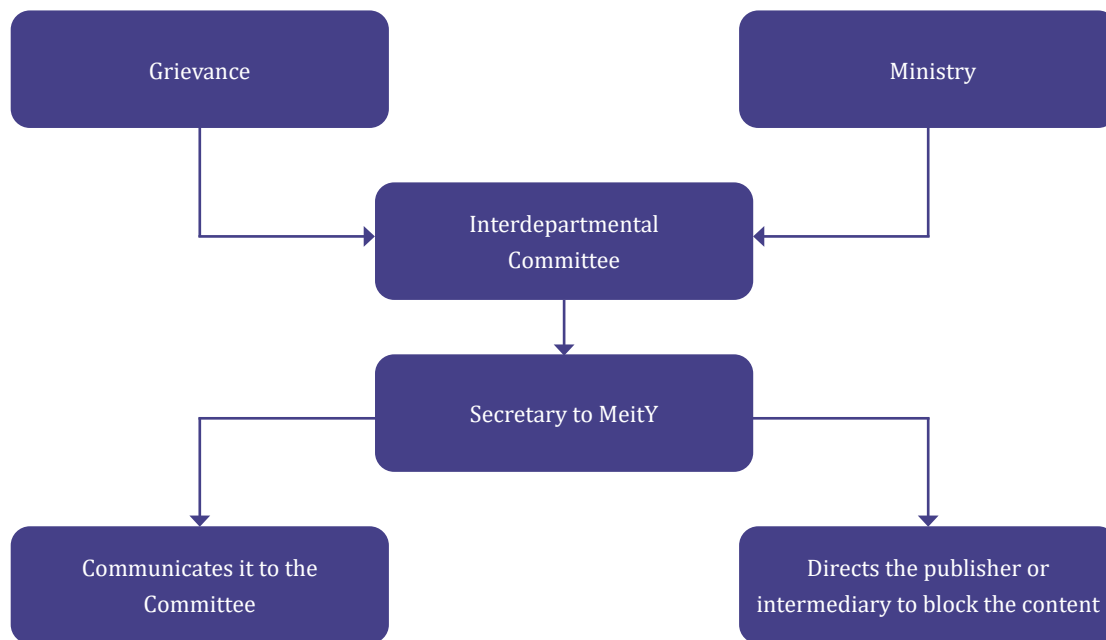 Grievance
Ministry
Interdepartmental
Committee
Secretary to MeitY
Communicates it to the
Committee
Directs the publisher or
intermediary to block the content